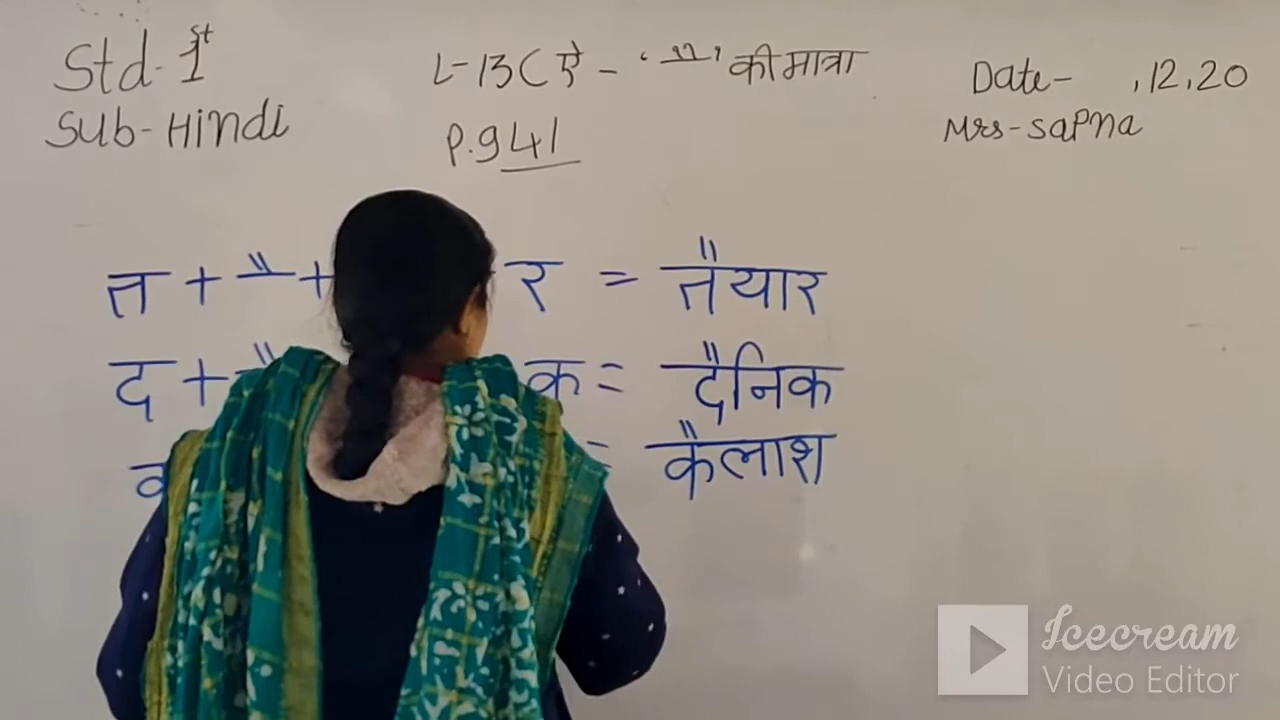 Std-1st
Sub-Hindi
L-13(ऐ - ' ै ' की मात्रा
P.941
Date- .12.20
Mrs-Sapna
त + ै + र = तैयार
द + ै क = दैनिक
= कैलाश
Icecream
Video Editor